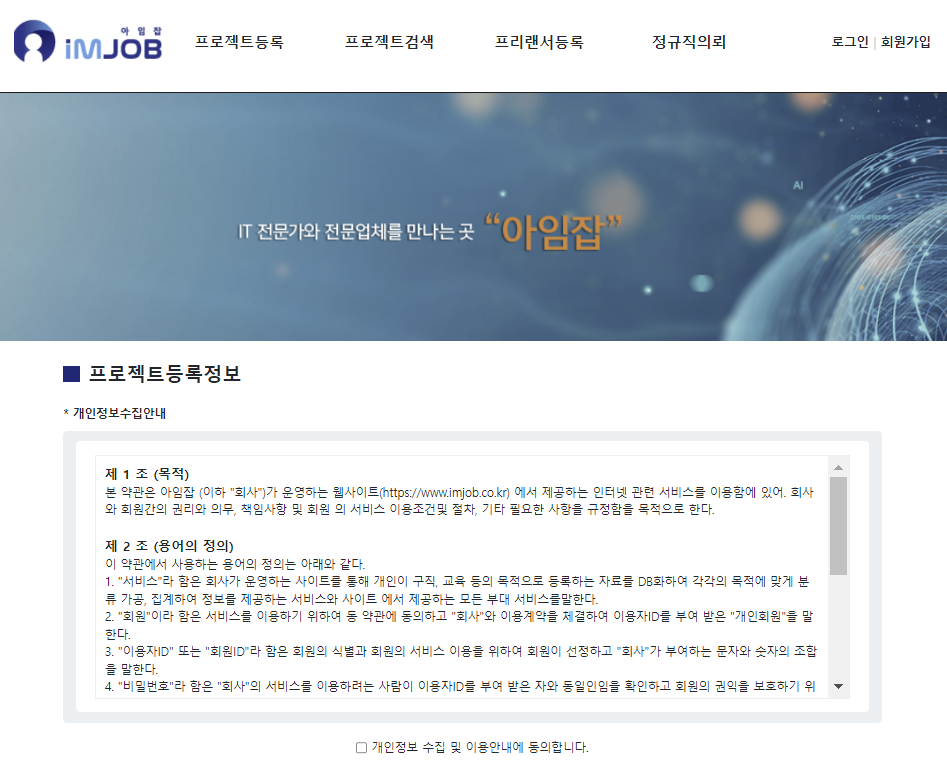 아임잡
iMJOB
프로젝트등록 프로젝트검색 프리랜서등록 정규직의뢰 로그인 | 회원가입
AI
IT 전문가와 전문업체를 만나는 곳 “아임잡”
프로젝트등록정보
* 개인정보수집안내
제 1 조 (목적)
본 약관은 아임잡 (이하 "회사")가 운영하는 웹사이트(https://www.imjob.co.kr) 에서 제공하는 인터넷 관련 서비스를 이용함에 있어. 회사
와 회원간의 권리와 의무, 책임사항 및 회원 의 서비스 이용조건및 절차, 기타 필요한 사항을 규정함을 목적으로 한다.
제 2 조 (용어의 정의)
이 약관에서 사용하는 용어의 정의는 아래와 같다.
1. "서비스"라 함은 회사가 운영하는 사이트를 통해 개인이 구직, 교육 등의 목적으로 등록하는 자료를 DB화하여 각각의 목적에 맞게 분
류 가공, 집계하여 정보를 제공하는 서비스와 사이트 에서 제공하는 모든 부대 서비스를말한다.
2. "회원"이라 함은 서비스를 이용하기 위하여 동 약관에 동의하고 "회사"와 이용계약을 체결하여 이용자ID를 부여 받은 "개인회원"을 말
한다.
3. "이용자ID" 또는 "회원ID"라 함은 회원의 식별과 회원의 서비스 이용을 위하여 회원이 선정하고 "회사"가 부여하는 문자와 숫자의 조합
을 말한다.
4. "비밀번호"라 함은 "회사"의 서비스를 이용하려는 사람이 이용자ID를 부여 받은 자와 동일인임을 확인하고 회원의 권익을 보호하기 위
개인정보 수집 및 이용안내에 동의합니다.